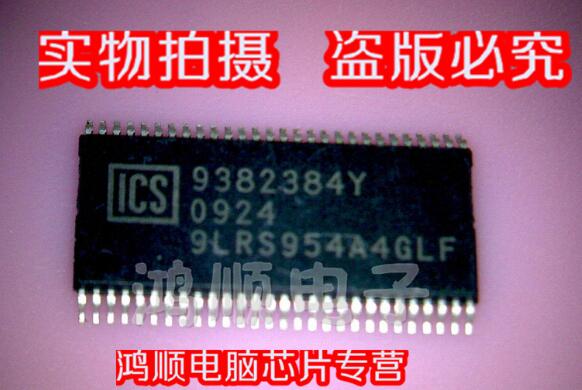 实物拍摄 盗版必究
ICS
9382384Y
0924
9LRS954A4GLF
鸿顺电子
鸿顺电脑芯片专营